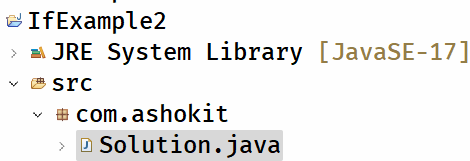 IfExample2
JRE System Library [JavaSE-17]
src
com.ashokit
Solution.java